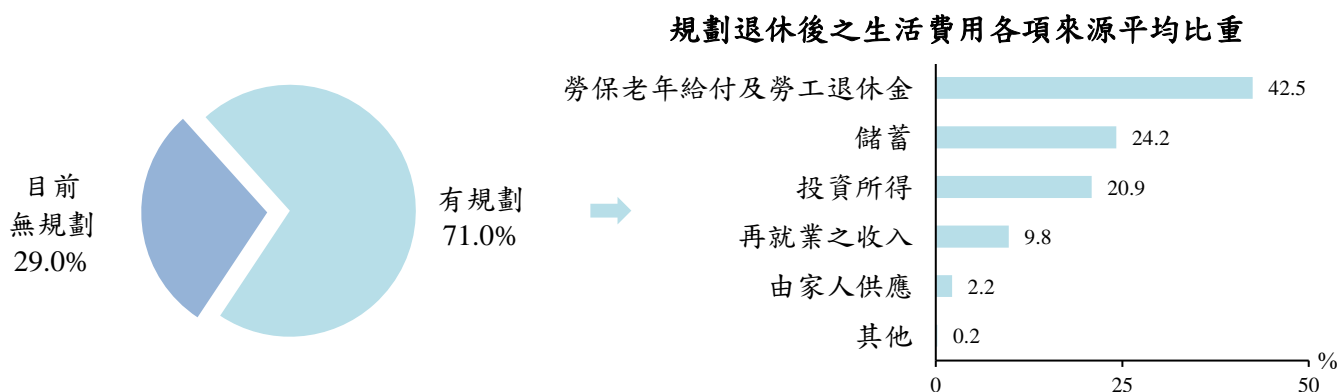 規劃退休後之生活費用各項來源平均比重
目前
無規劃
29.0%
有規劃
71.0%
勞保老年給付及勞工退休金 42.5
儲蓄 24.2
投資所得 20.9
再就業之收入 9.8
由家人供應 2.2
其他 0.2
0 25 50 %